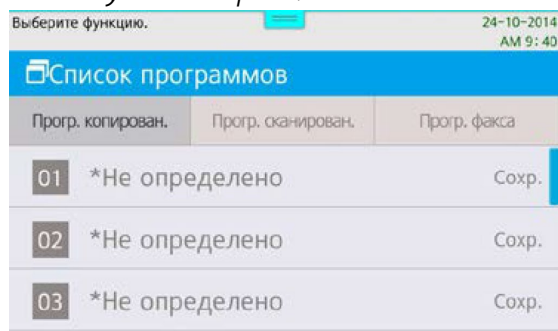 Выберите функцию.
24-10-2014
AM 9:40
Список программов
Прогр. копирован. Прогр. сканирован. Прогр. факса
01 *Не определено Сохр.
02 *Не определено Сохр.
03 *Не определено Сохр.